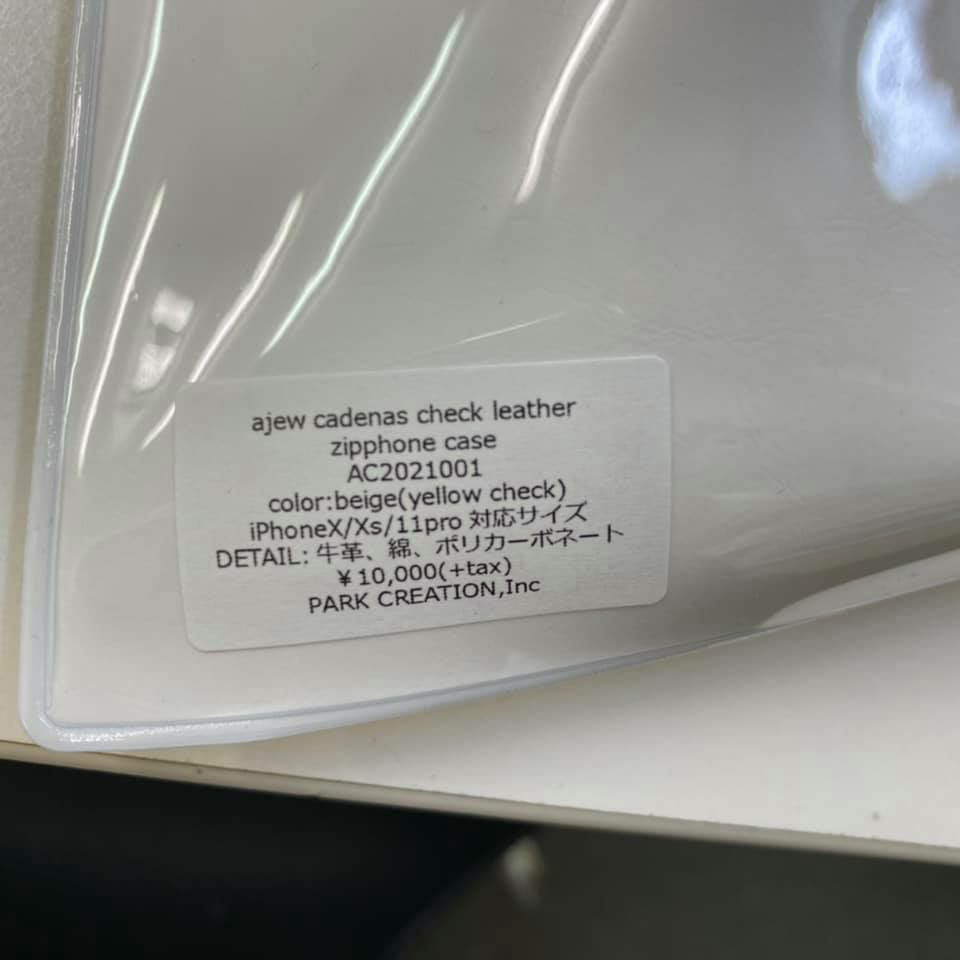 ajew cadenas check leather
zipphone case
AC2021001
color:beige(yellow check)
iPhoneX/Xs/11pro 対応サイズ
DETAIL: 牛革、綿、ポリカーボネート
¥10,000(+tax)
PARK CREATION,Inc